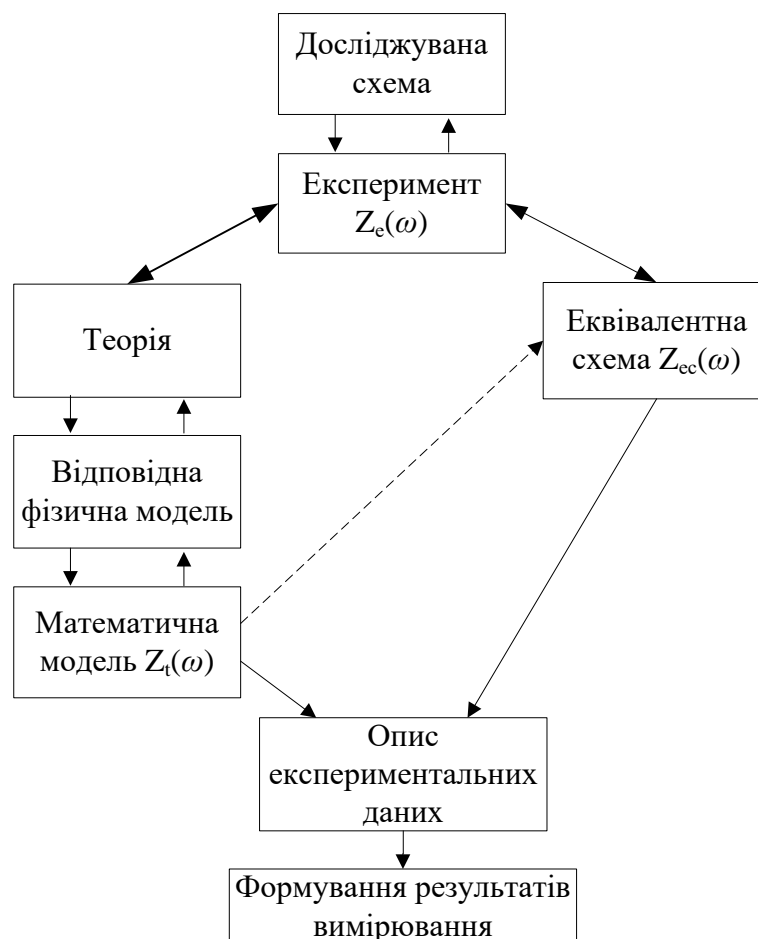 Досліджувана
схема
Експеримент
Zₑ(ω)
Теорія
Еквівалентна
схема Zec(ω)
Відповідна
фізична модель
Математична
модель Zₜ(ω)
Опис
експериментальних
даних
Формування результатів
вимірювання